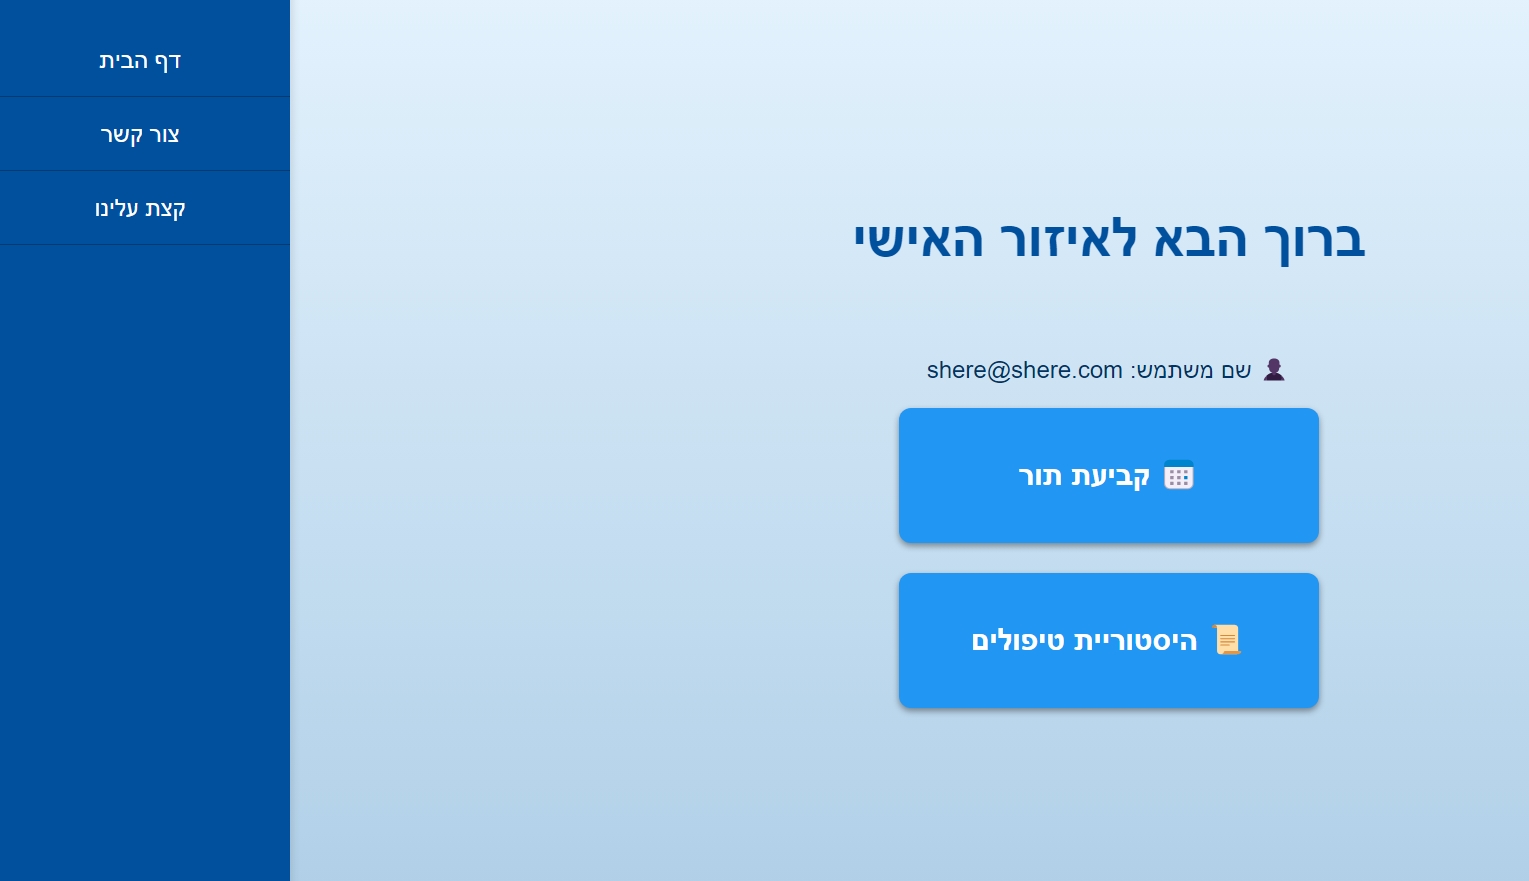 דף הבית
צור קשר
קצת עלינו
ברוך הבא לאיזור האישי
שם משתמש: shere@shere.com
קביעת תור
היסטוריית טיפולים